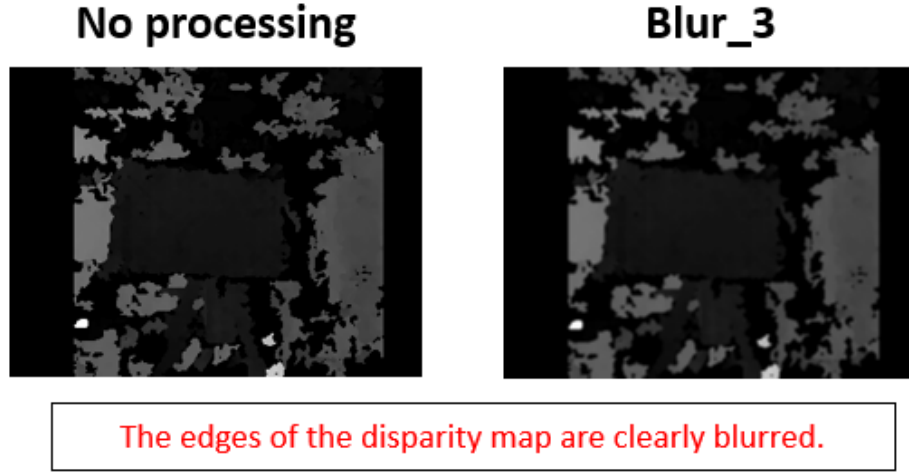 No processing
Blur_3
The edges of the disparity map are clearly blurred.